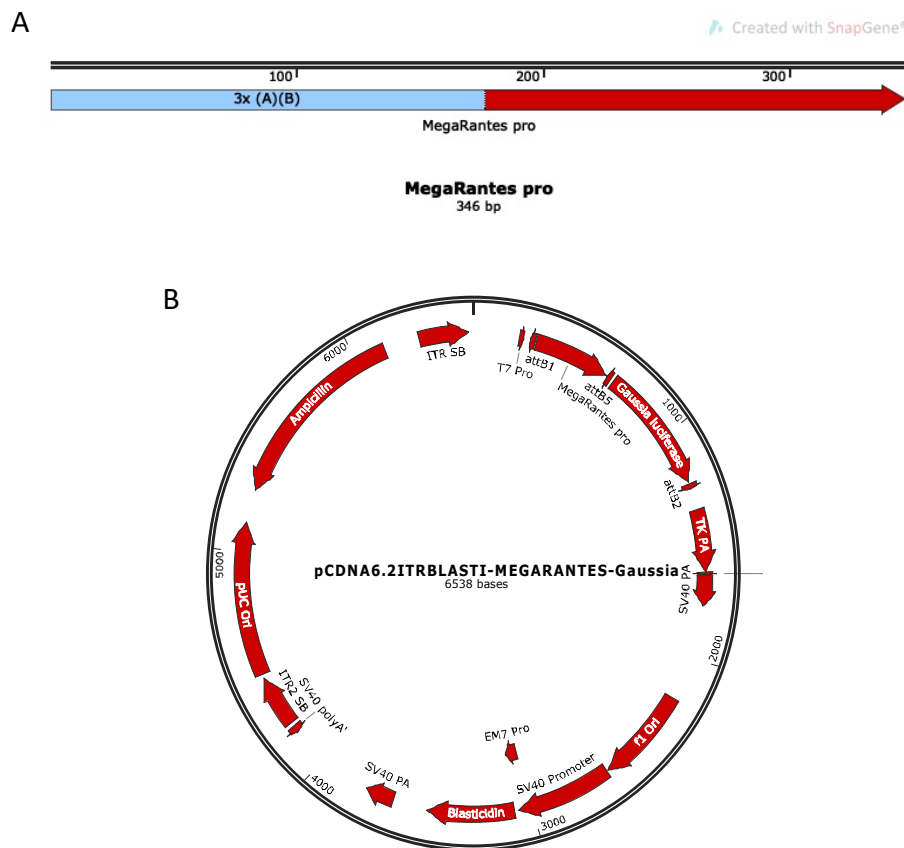 A
Created with SnapGene®
100
200
300
3x (A)(B)
MegaRantes pro
MegaRantes pro
346 bp
B
6000
ITR SB
T7 Pro
attB1
MegaRantes pro
attB5
Gaussia luciferase
1000
attB2
Ampicillin
TK PA
SV40 PA
5000
pCDNA6.2ITRBLASTI-MEGARANTES-Gaussia
6538 bases
pUC Ori
2000
ITR2 SB
SV40 polyA'
f1 Ori
EM7 Pro
SV40 Promoter
SV40 PA
4000
Blasticidin
3000